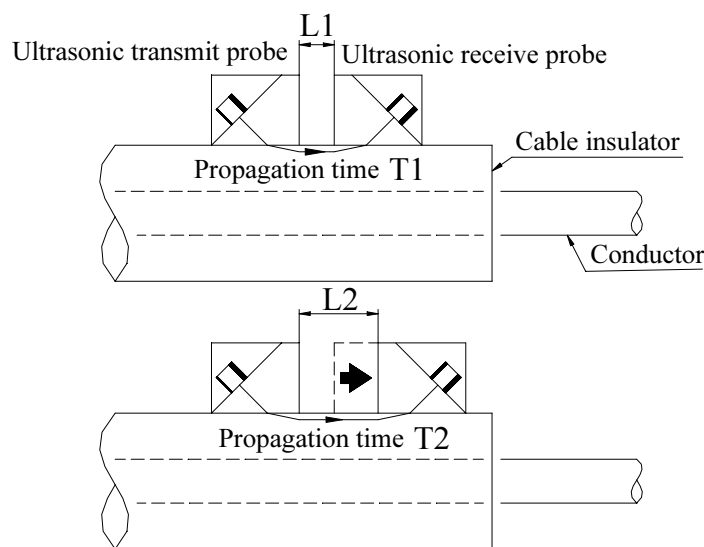 L1
Ultrasonic transmit probe
Ultrasonic receive probe
Cable insulator
Propagation time T1
Conductor
L2
Propagation time T2